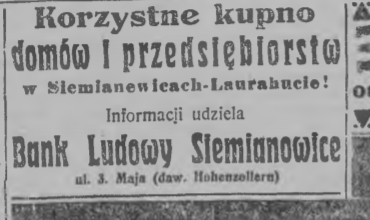 Korzystne kupno
domów i przedsiębiorstw
w Siemianowicach-Laurahucie!
Informacji udziela
Bank Ludowy Siemianowice
ul. 3. Maja (daw. Hohenzollern)